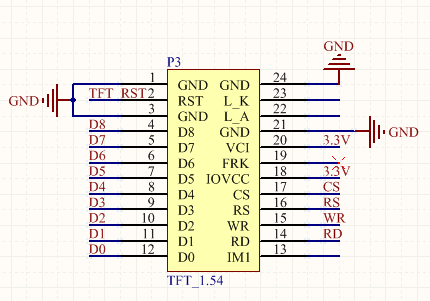 GND
P3
1 GND GND 24
TFT_RST 2 RST L_K 23
GND 3 GND L_A 22
D8 4 D8 GND 21 GND
D7 5 D7 VCI 20 3.3V
D6 6 D6 FRK 19
D5 7 D5 IOVCC 18 3.3V
D4 8 D4 CS 17 CS
D3 9 D3 RS 16 RS
D2 10 D2 WR 15 WR
D1 11 D1 RD 14 RD
D0 12 D0 IM1 13
TFT_1.54